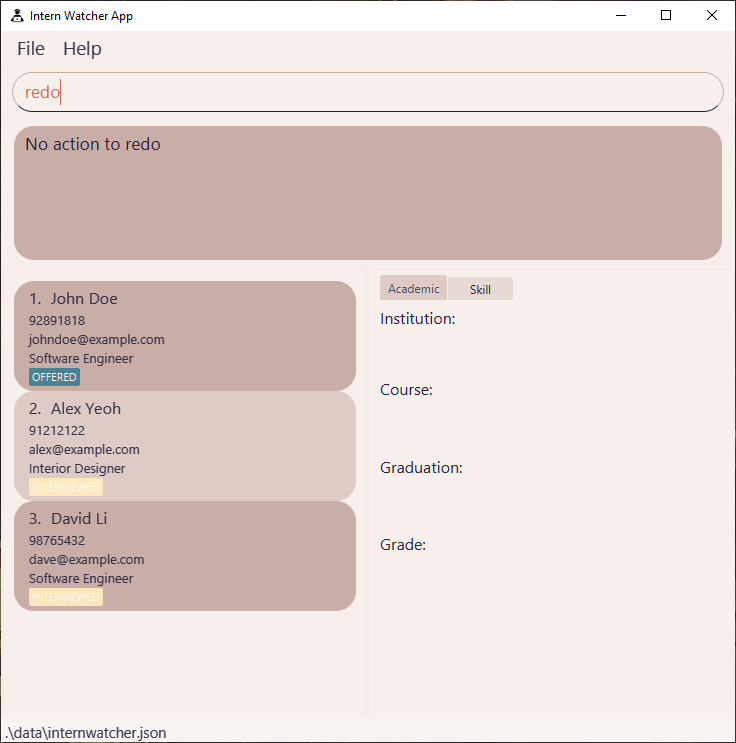 Intern Watcher App
File Help
redo
No action to redo
1. John Doe
92891818
johndoe@example.com
Software Engineer
OFFERED
2. Alex Yeoh
91212122
alex@example.com
Interior Designer
INTERVIEWED
3. David Li
98765432
dave@example.com
Software Engineer
INTERVIEWED
Academic Skill
Institution:
Course:
Graduation:
Grade:
.\data\internwatcher.json